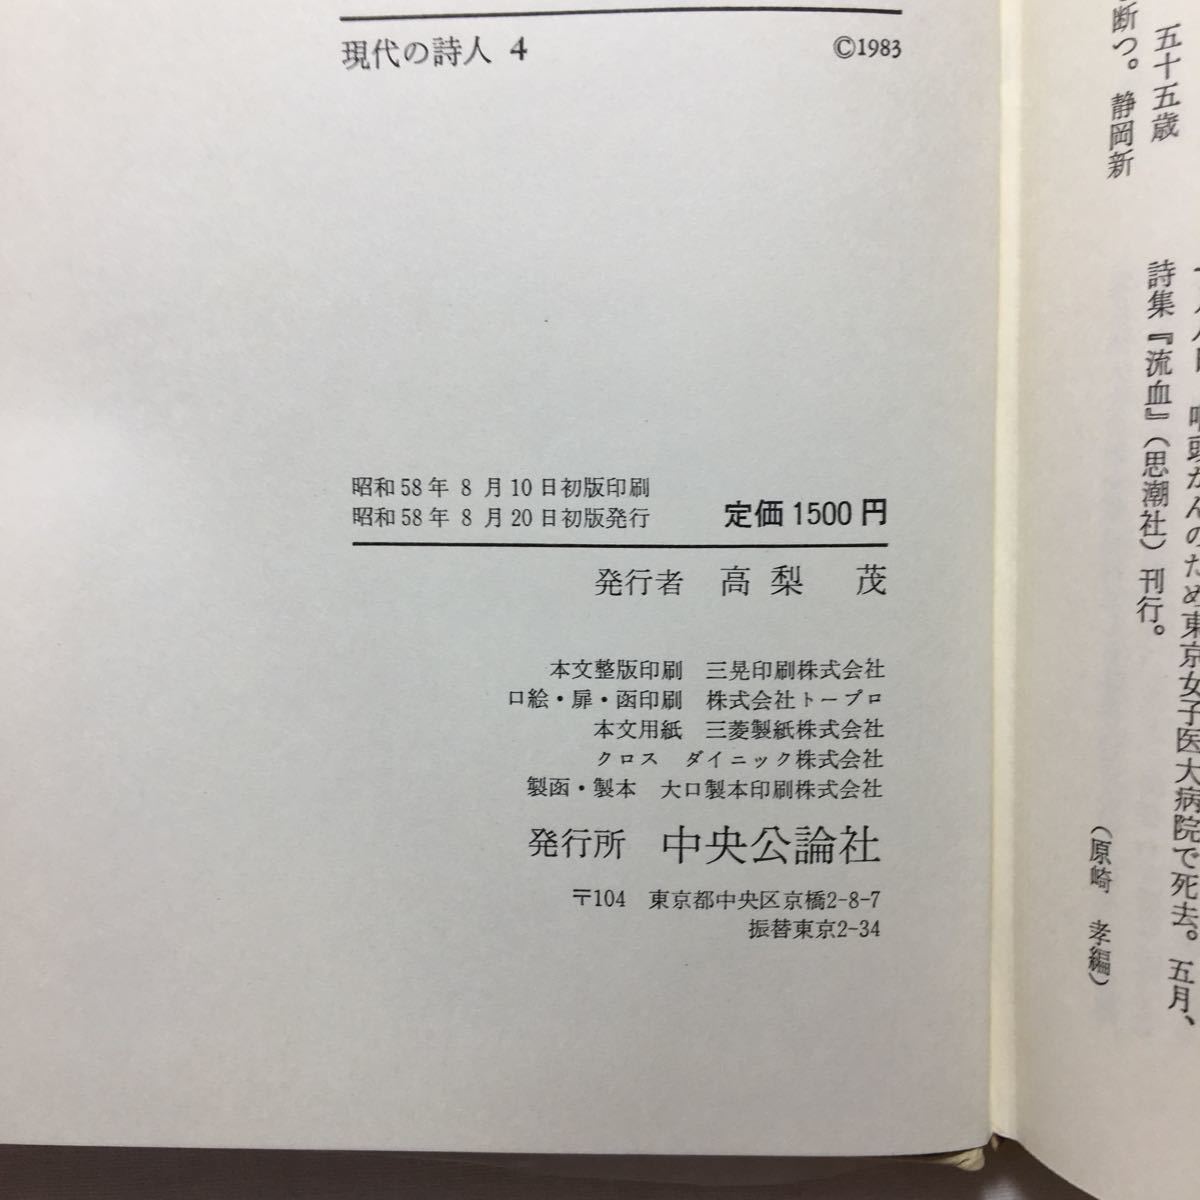 現代の詩人 4 ©1983
昭和58年 8 月10日初版印刷
昭和58年 8 月20日初版発行 定価1500円
発行者 高梨 茂
本文整版印刷 三晃印刷株式会社
口絵・扉・函印刷 株式会社トープロ
本文用紙 三菱製紙株式会社
クロス ダイニック株式会社
製函・製本 大口製本印刷株式会社
発行所 中央公論社
〒104 東京都中央区京橋2-8-7
振替東京2-34
五十五歳
断つ。静岡新
頭がんのため東京女子医大病院で死去。五月、
詩集『流血』(思潮社)刊行。
(原崎 孝編)